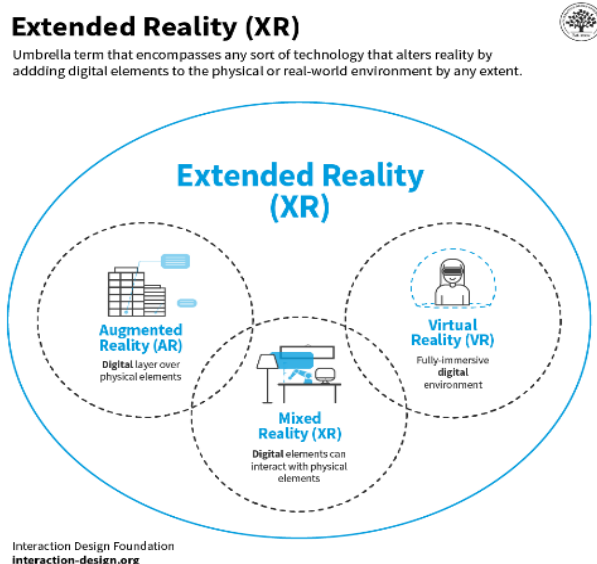 Extended Reality (XR)
Umbrella term that encompasses any sort of technology that alters reality by
addding digital elements to the physical or real-world environment by any extent.
Extended Reality
(XR)
Augmented
Reality (AR)
Digital layer over
physical elements
Virtual
Reality (VR)
Fully-immersive
digital
environment
Mixed
Reality (XR)
Digital elements can
interact with physical
elements
Interaction Design Foundation
interaction-design.org